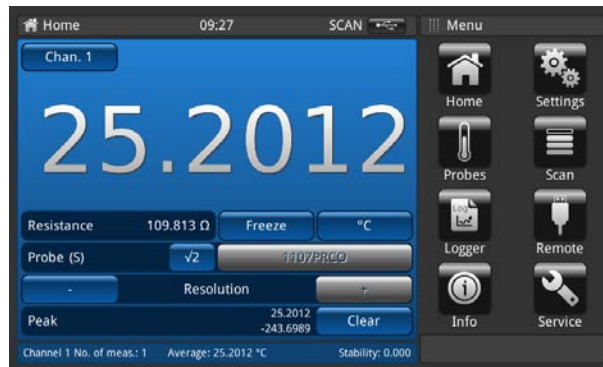 Home 09:27 SCAN
Menu
Chan. 1
25.2012
Home Settings
Probes Scan
Resistance 109.813 Ω Freeze °C
Probe (S) √2 1107PRCO
- Resolution +
Peak 25.2012
-243.6989 Clear
Log
Logger Remote
Info Service
Channel 1 No. of meas.: 1 Average: 25.2012 °C Stability: 0.000